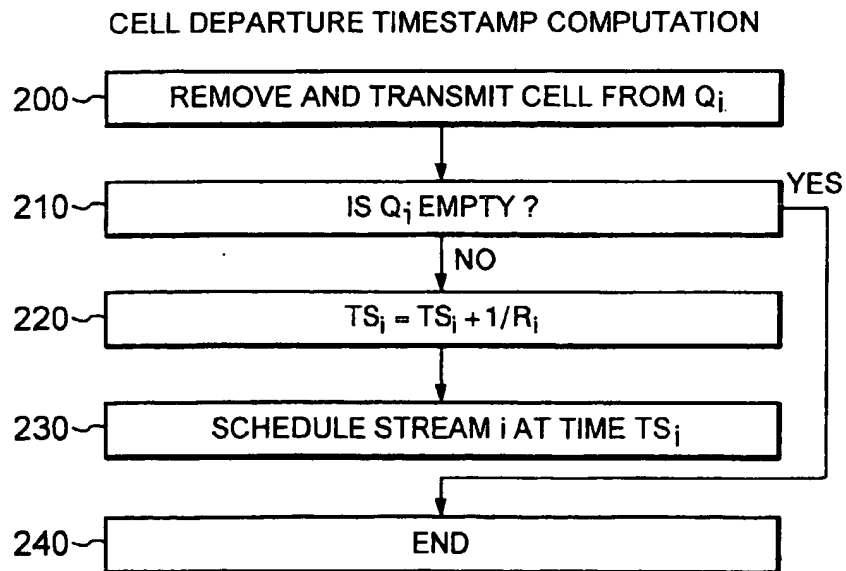 CELL DEPARTURE TIMESTAMP COMPUTATION
200 REMOVE AND TRANSMIT CELL FROM Qi
210 IS Qi EMPTY ?
YES
NO
220 TSi = TSi + 1/Ri
230 SCHEDULE STREAM i AT TIME TSi
240 END